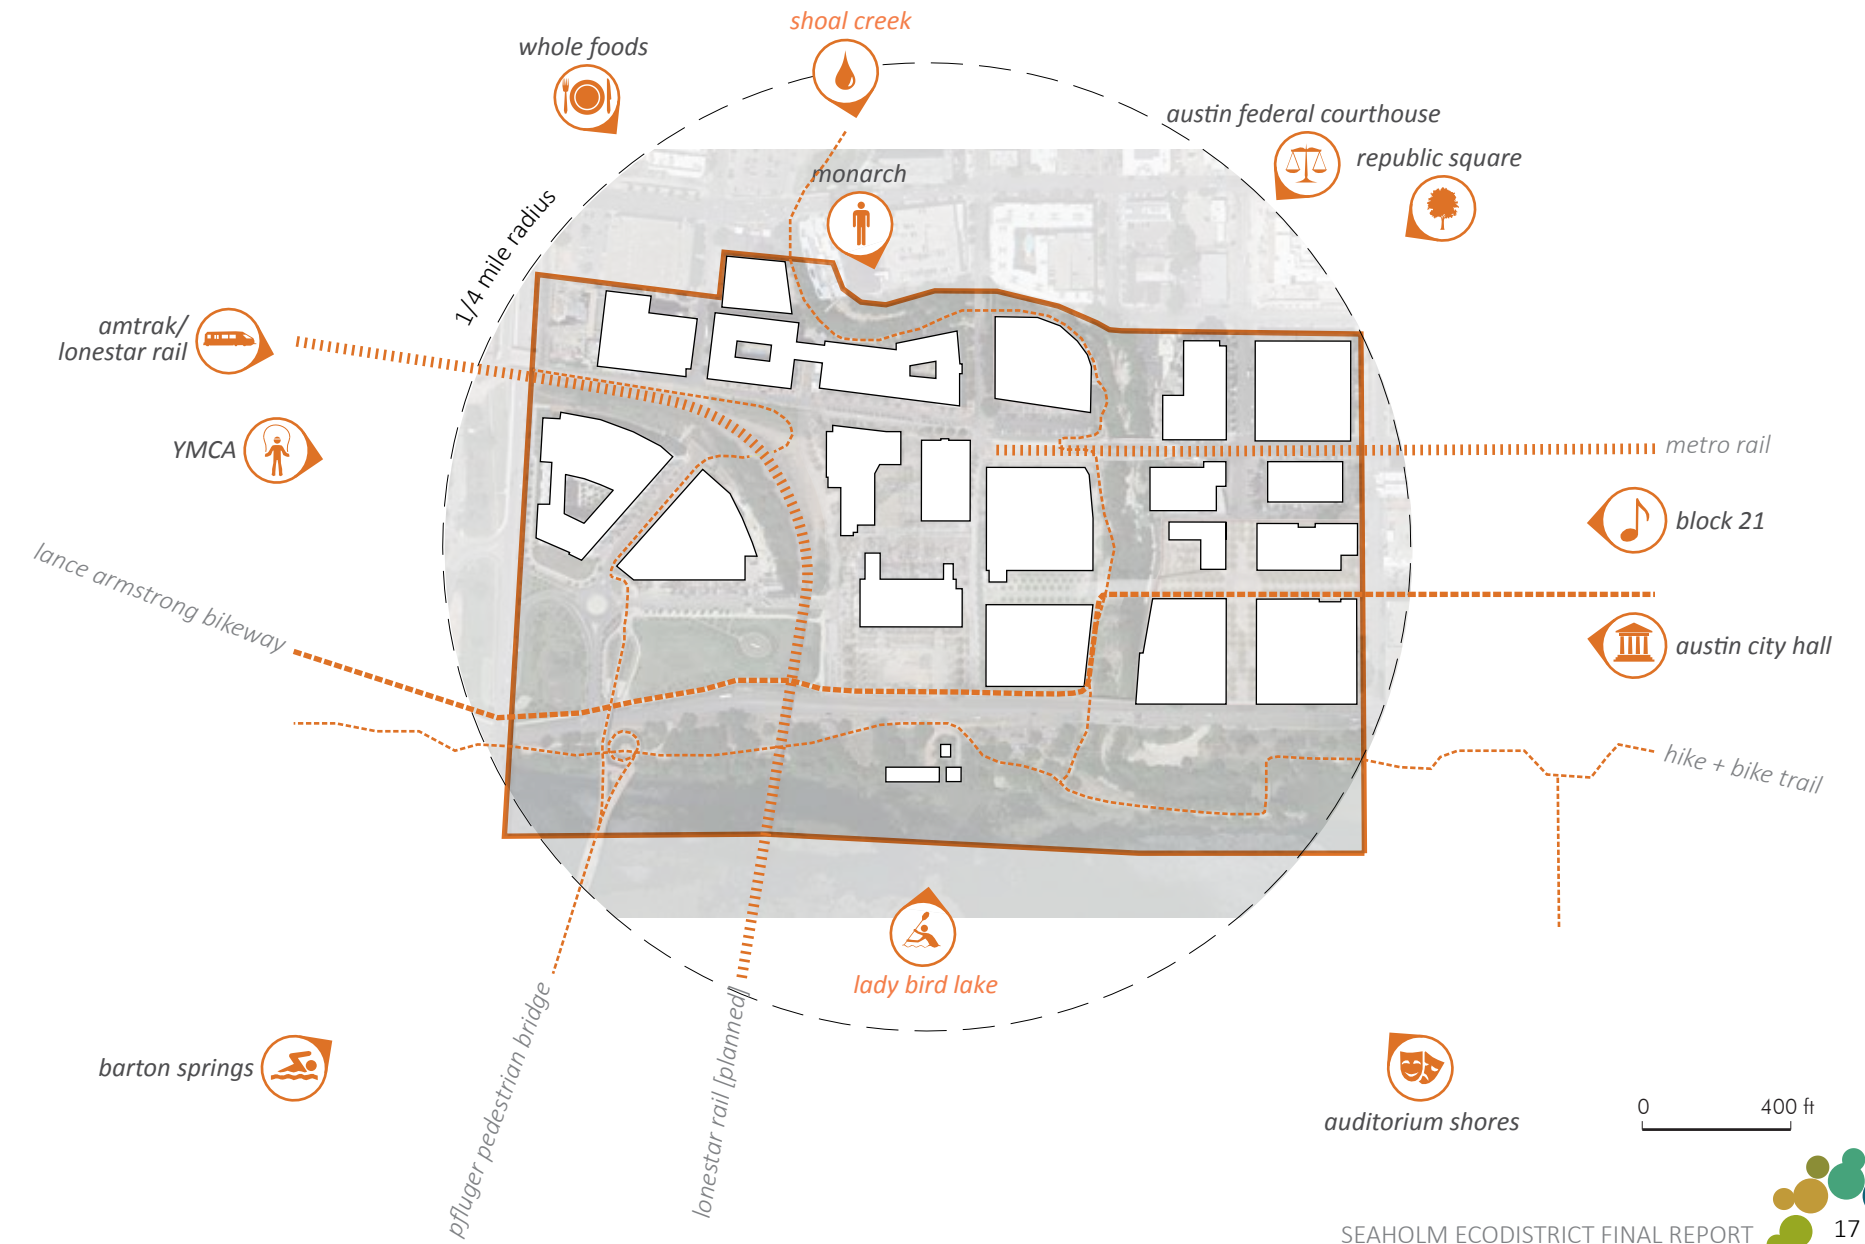 shoal creek
whole foods
austin federal courthouse
republic square
monarch
1/4 mile radius
amtrak/
lonestar rail
YMCA
metro rail
block 21
lance armstrong bikeway
austin city hall
hike + bike trail
lady bird lake
pfluger pedestrian bridge
lonestar rail [planned]
barton springs
auditorium shores
0 400 ft
SEAHOLM ECODISTRICT FINAL REPORT 17